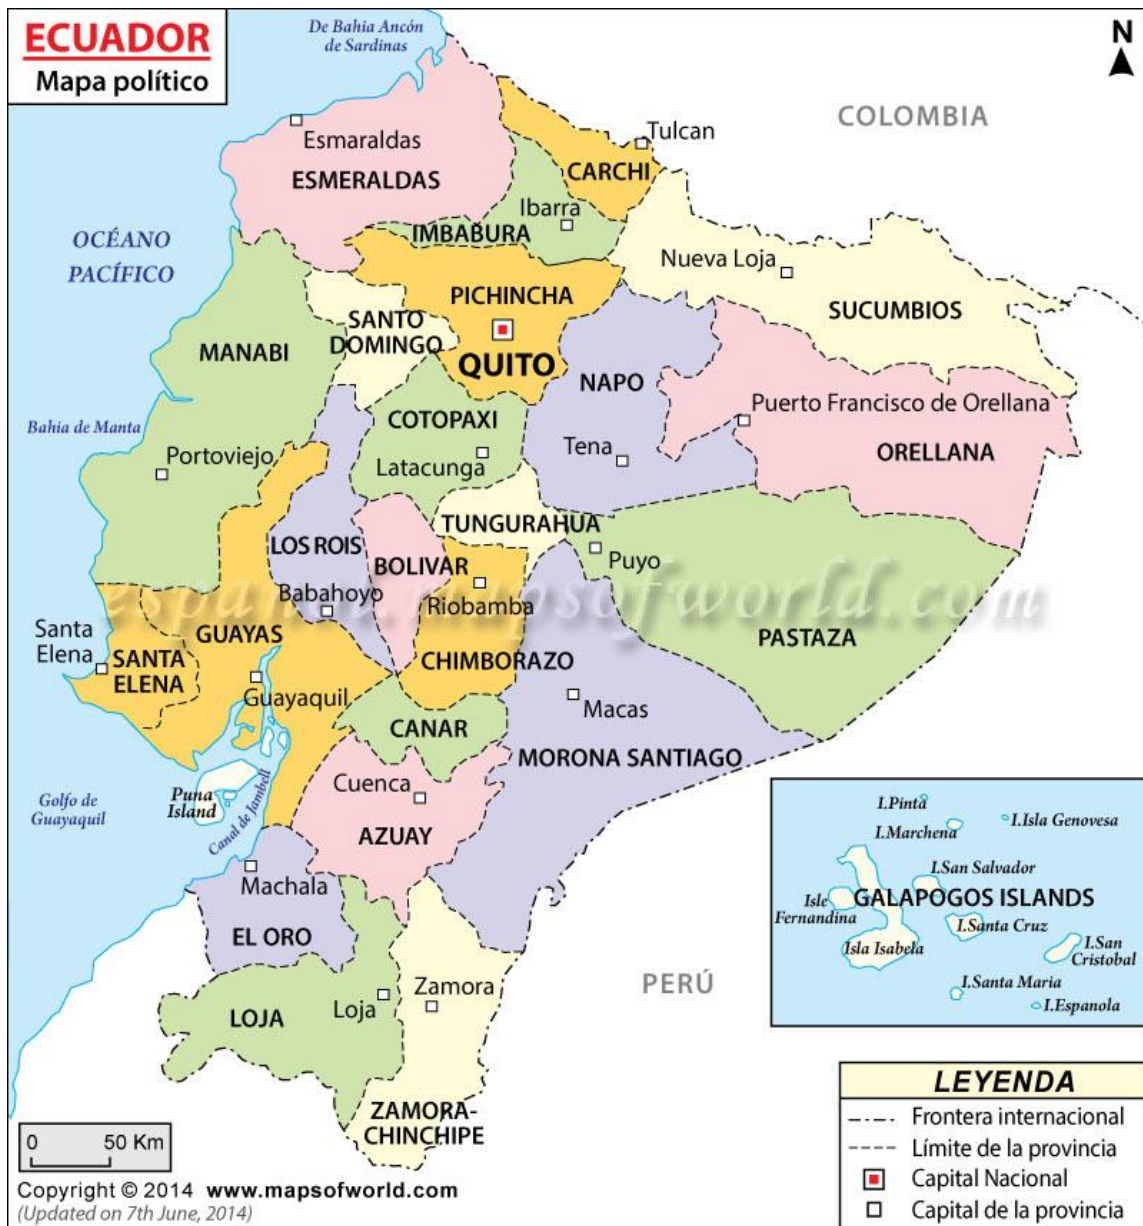 ECUADOR
Mapa político
N
De Bahia Ancón
de Sardinas
COLOMBIA
Tulcan
Esmaraldas
ESMERALDAS
CARCHI
Ibarra
IMBABURA
OCÉANO
PACÍFICO
Nueva Loja
SUCUMBIOS
PICHINCHA
SANTO
DOMINGO
QUITO
MANABI
NAPO
Puerto Francisco de Orellana
ORELLANA
COTOPAXI
Bahia de Manta
Portoviejo
Latacunga
Tena
TUNGURAHUA
LOS ROIS
BOLIVAR
Puyo
Babahoyo
Riobamba
espanol.mapsofworld.com
PASTAZA
Santa
Elena
GUAYAS
SANTA
ELENA
CHIMBORAZO
Guayaquil
Macas
CANAR
MORONA SANTIAGO
Cuenca
Puna
Island
Golfo de
Guayaquil
Canal de Jambeli
AZUAY
Machala
EL ORO
PERÚ
LOJA
Loja
Zamora
ZAMORA-
CHINCHIPE
I.Pinta
I.Marchena
I.Isla Genovesa
I.San Salvador
GALAPOGOS ISLANDS
Isle
Fernandina
I.Santa Cruz
Isla Isabela
I.San
Cristobal
I.Santa Maria
I.Espanola
LEYENDA
Frontera internacional
Límite de la provincia
Capital Nacional
Capital de la provincia
0 50 Km
Copyright © 2014 www.mapsofworld.com
(Updated on 7th June, 2014)